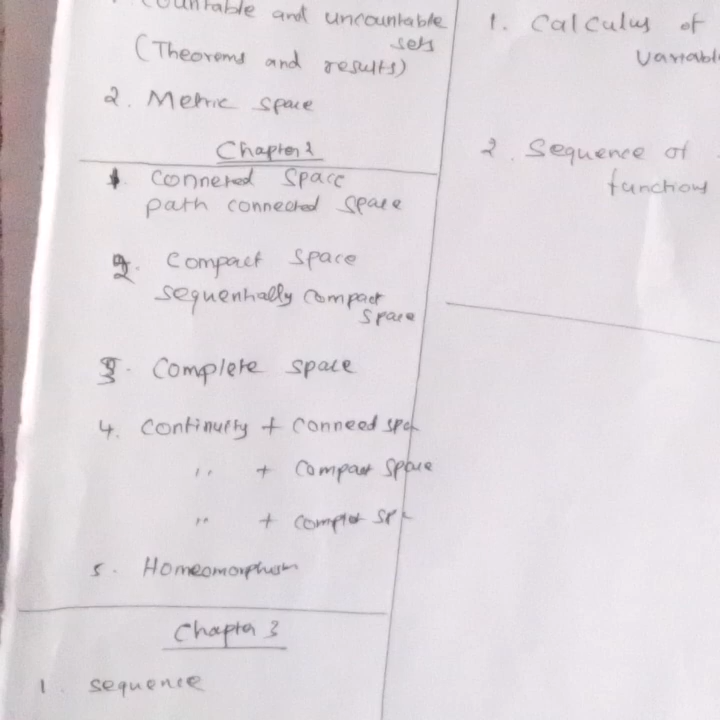 Countable and uncountable
sets
(Theorems and results)
2. Metric space
Chapter 2
1. Conneted Space
path connected space
2. Compact Space
sequentially compact
space
3. Complete space
4. Continuity + conneed spa
,, + compact space
,, + complet sp
5. Homeomorphism
Chapter 3
1. sequence
1. Calculus of
variabl
2. Sequence of
functions